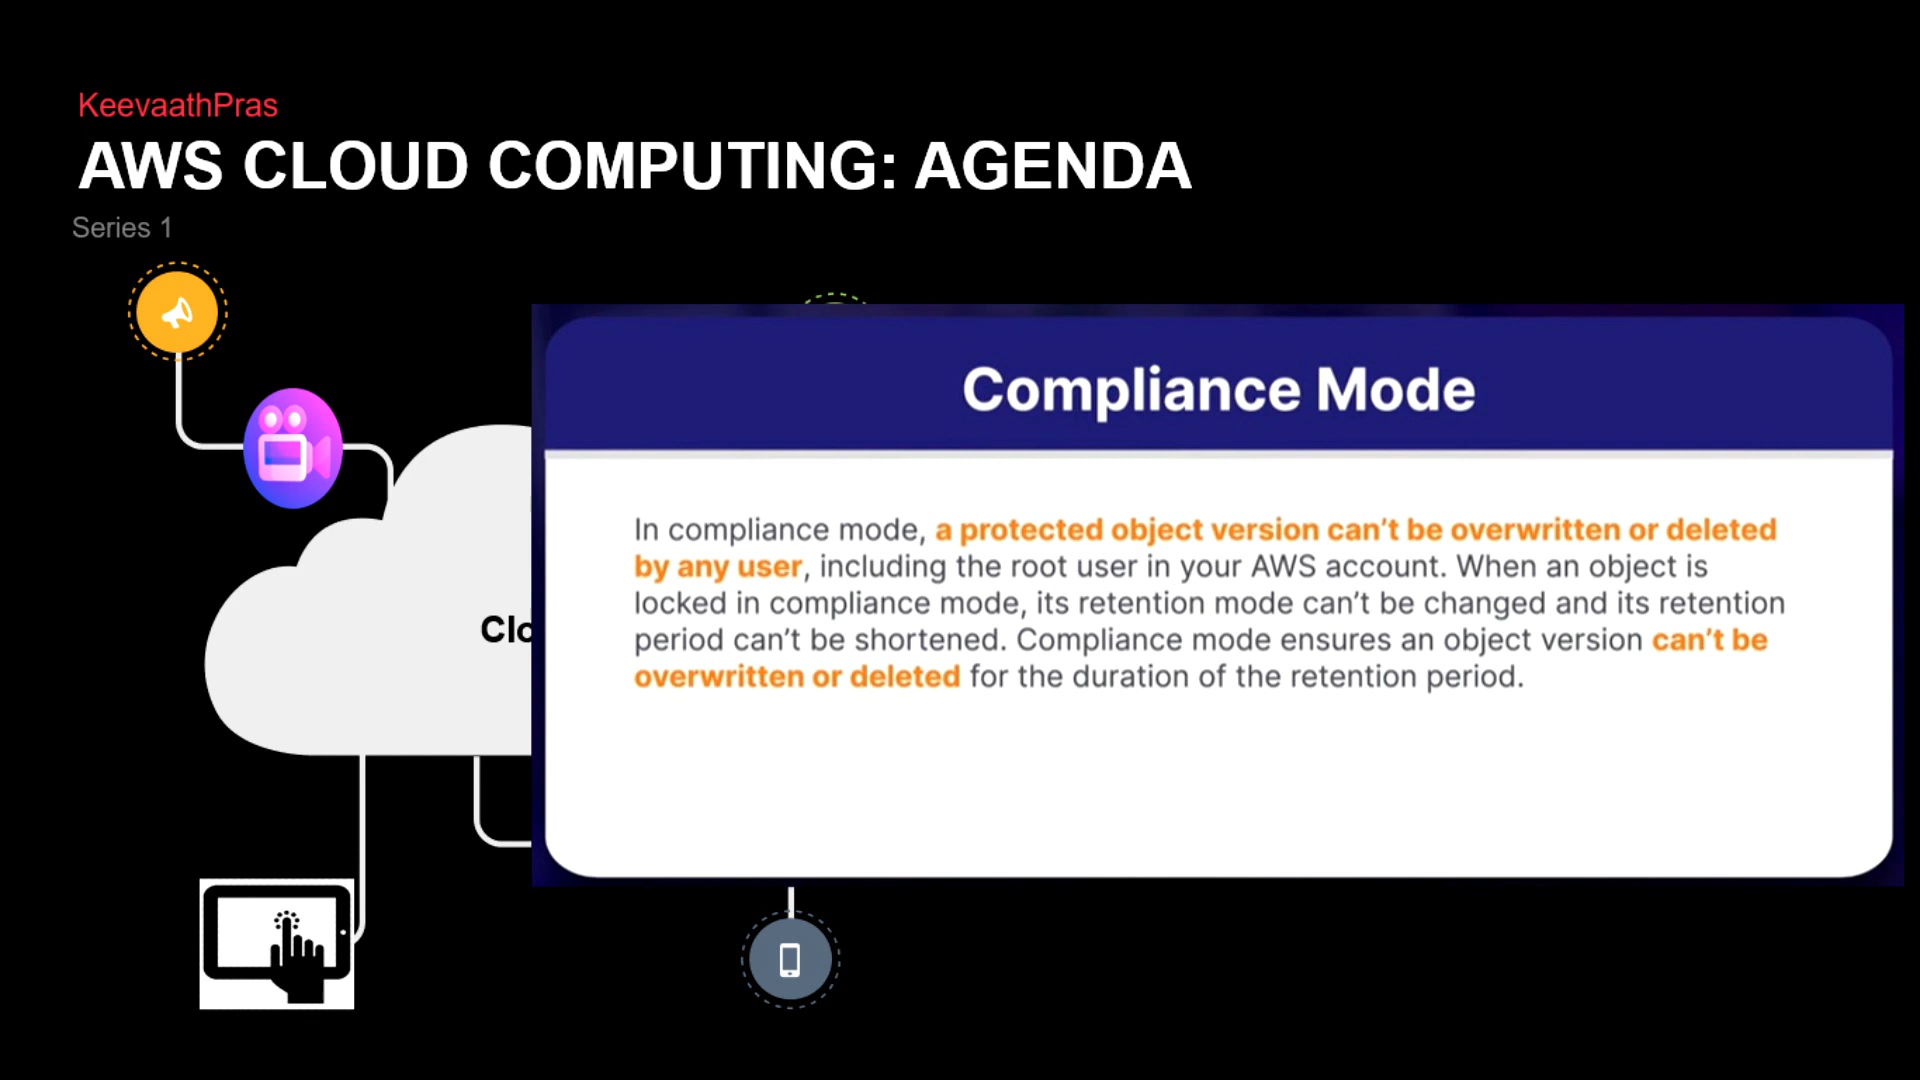 KeevaathPras
AWS CLOUD COMPUTING: AGENDA
Series 1
Clo
Compliance Mode
In compliance mode, a protected object version can't be overwritten or deleted
by any user, including the root user in your AWS account. When an object is
locked in compliance mode, its retention mode can't be changed and its retention
period can't be shortened. Compliance mode ensures an object version can't be
overwritten or deleted for the duration of the retention period.